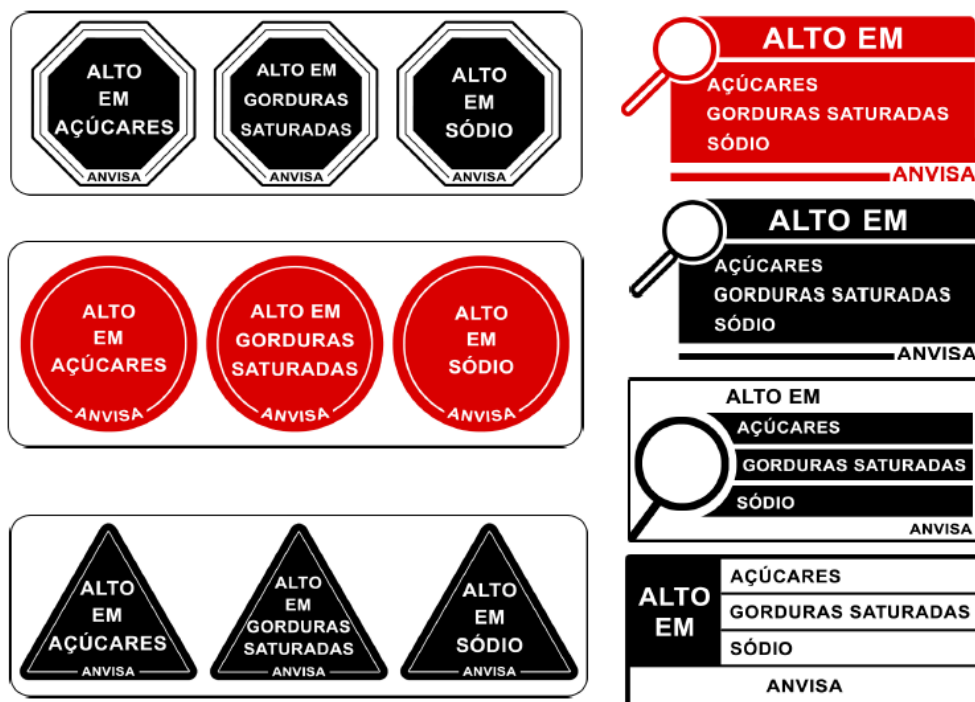 ALTO
EM
AÇÚCARES
ANVISA
ALTO EM
GORDURAS
SATURADAS
ANVISA
ALTO
EM
SÓDIO
ANVISA
ALTO
EM
AÇÚCARES
ANVISA
ALTO EM
GORDURAS
SATURADAS
ANVISA
ALTO
EM
SÓDIO
ANVISA
ALTO
EM
AÇÚCARES
ANVISA
ALTO
EM
GORDURAS
SATURADAS
ANVISA
ALTO
EM
SÓDIO
ANVISA
ALTO EM
AÇÚCARES
GORDURAS SATURADAS
SÓDIO
ANVISA
ALTO EM
AÇÚCARES
GORDURAS SATURADAS
SÓDIO
ANVISA
ALTO EM
AÇÚCARES
GORDURAS SATURADAS
SÓDIO
ANVISA
ALTO
EM
AÇÚCARES
GORDURAS SATURADAS
SÓDIO
ANVISA